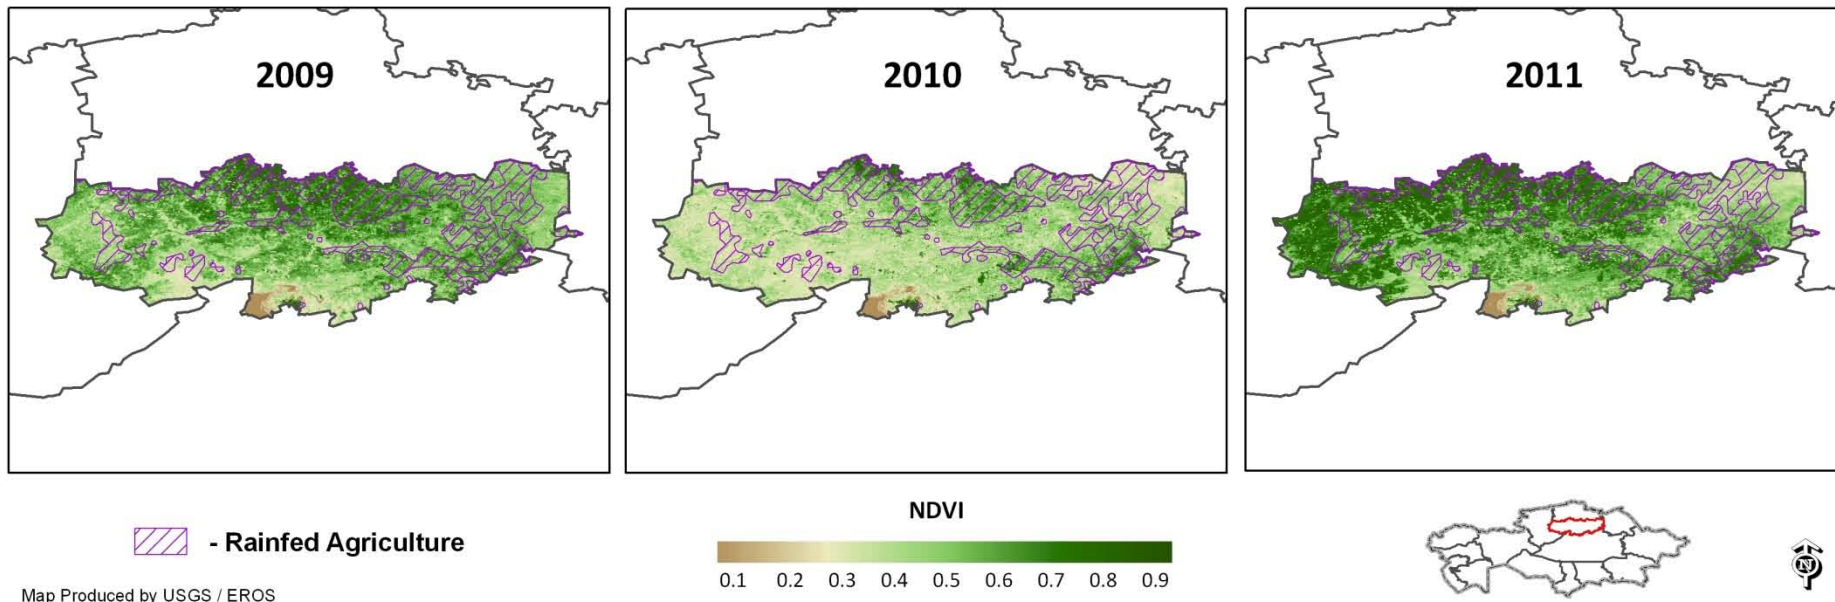 2009
2010
2011
- Rainfed Agriculture
NDVI
0.1 0.2 0.3 0.4 0.5 0.6 0.7 0.8 0.9
N
Map Produced by USGS / EROS